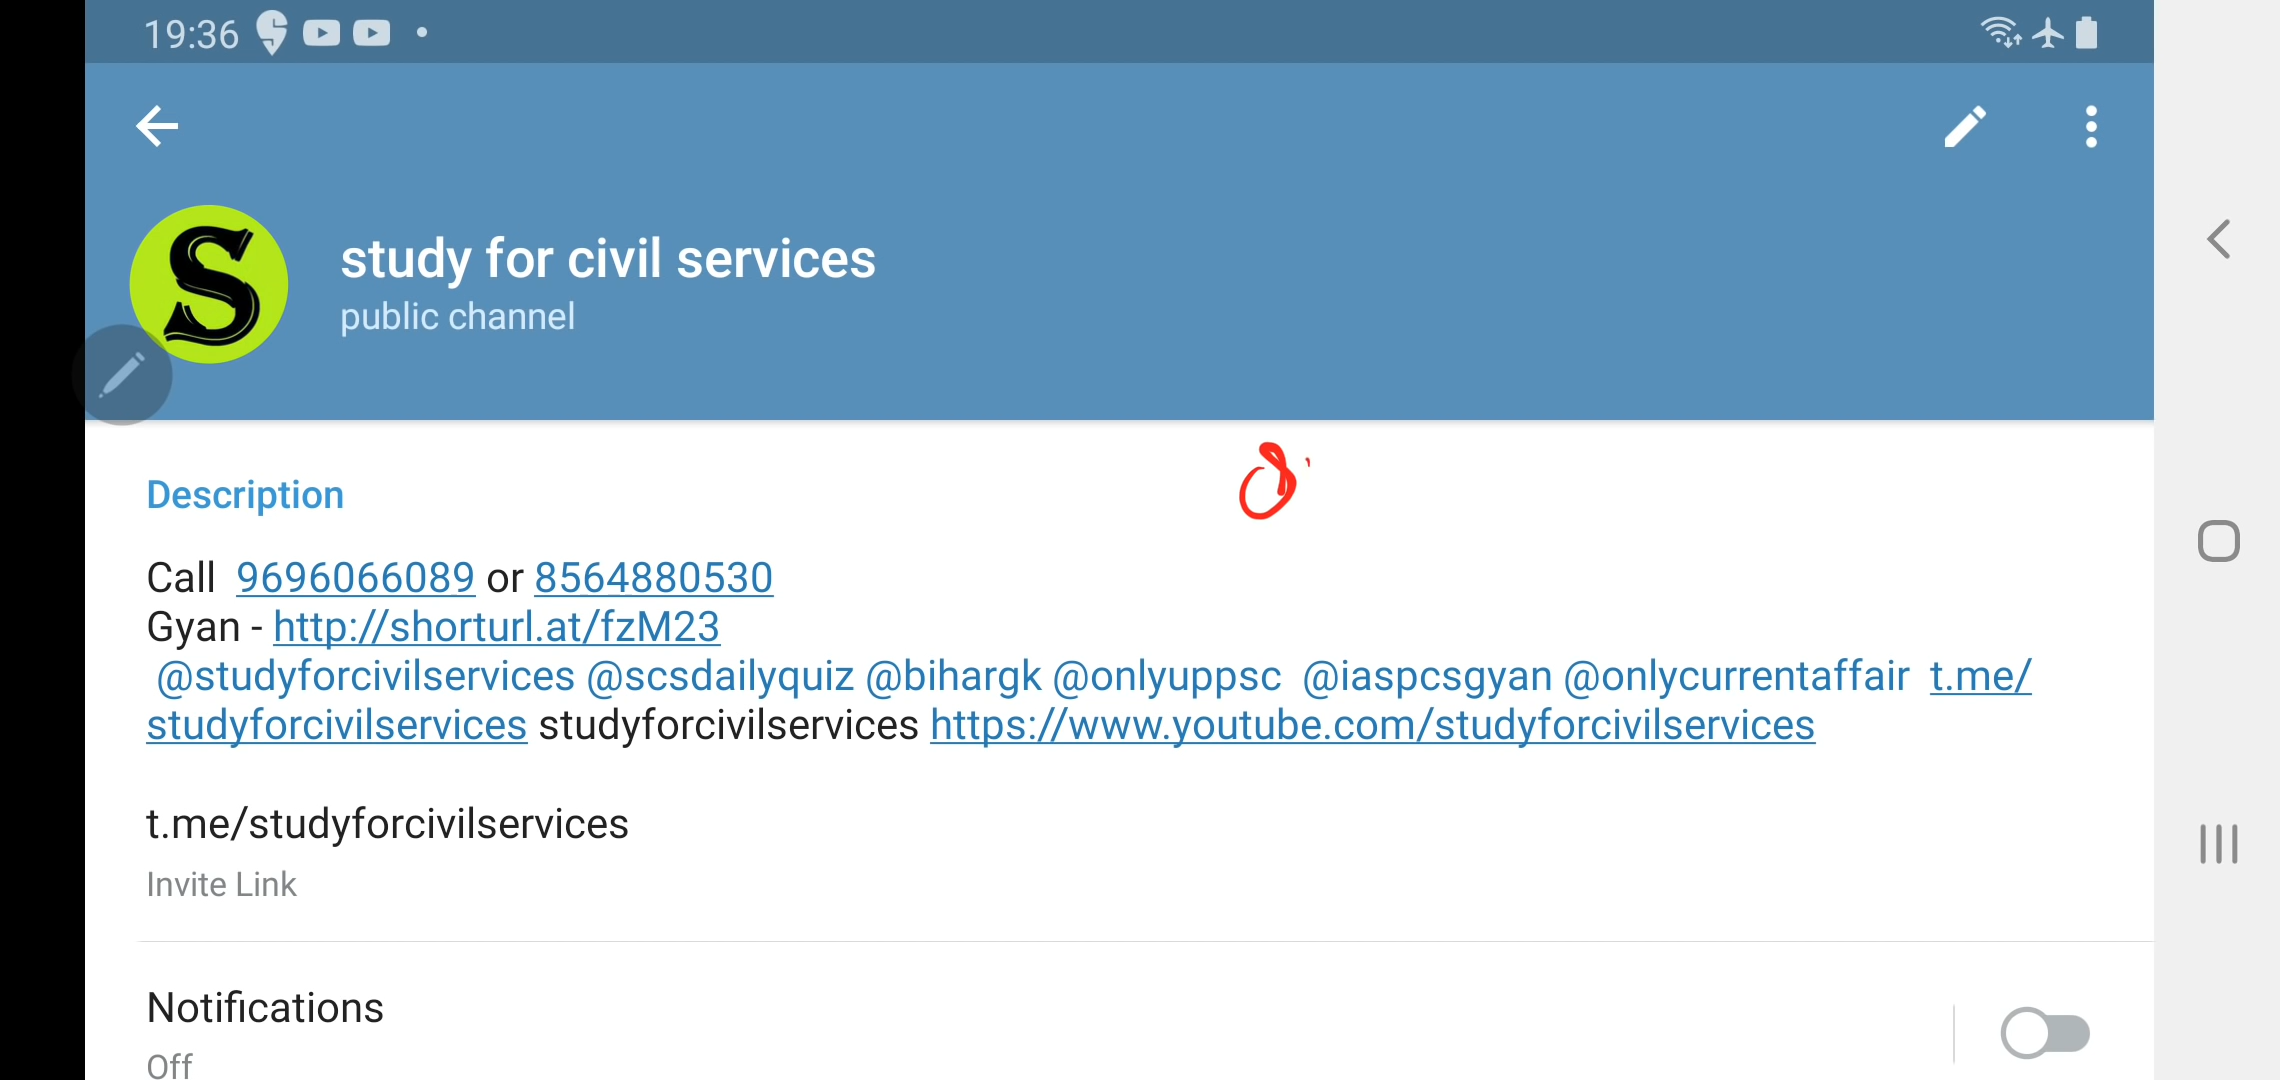 19:36
S
study for civil services
public channel
Description
Call  9696066089 or 8564880530
Gyan - http://shorturl.at/fzM23
@studyforcivilservices @scsdailyquiz @bihargk @onlyuppsc  @iaspcsgyan @onlycurrentaffair  t.me/
studyforcivilservices studyforcivilservices https://www.youtube.com/studyforcivilservices
t.me/studyforcivilservices
Invite Link
Notifications
Off